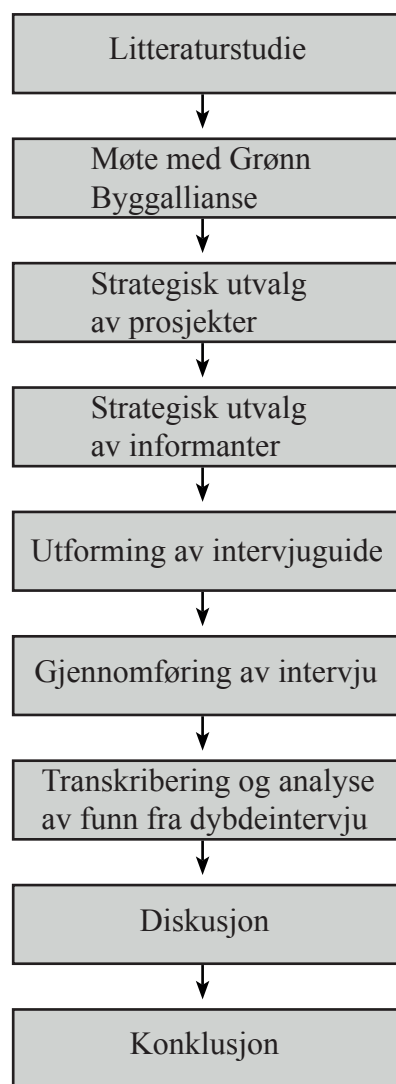 Litteraturstudie
Møte med Grønn
Byggallianse
Strategisk utvalg
av prosjekter
Strategisk utvalg
av informanter
Utforming av intervjuguide
Gjennomføring av intervju
Transkribering og analyse
av funn fra dybdeintervju
Diskusjon
Konklusjon